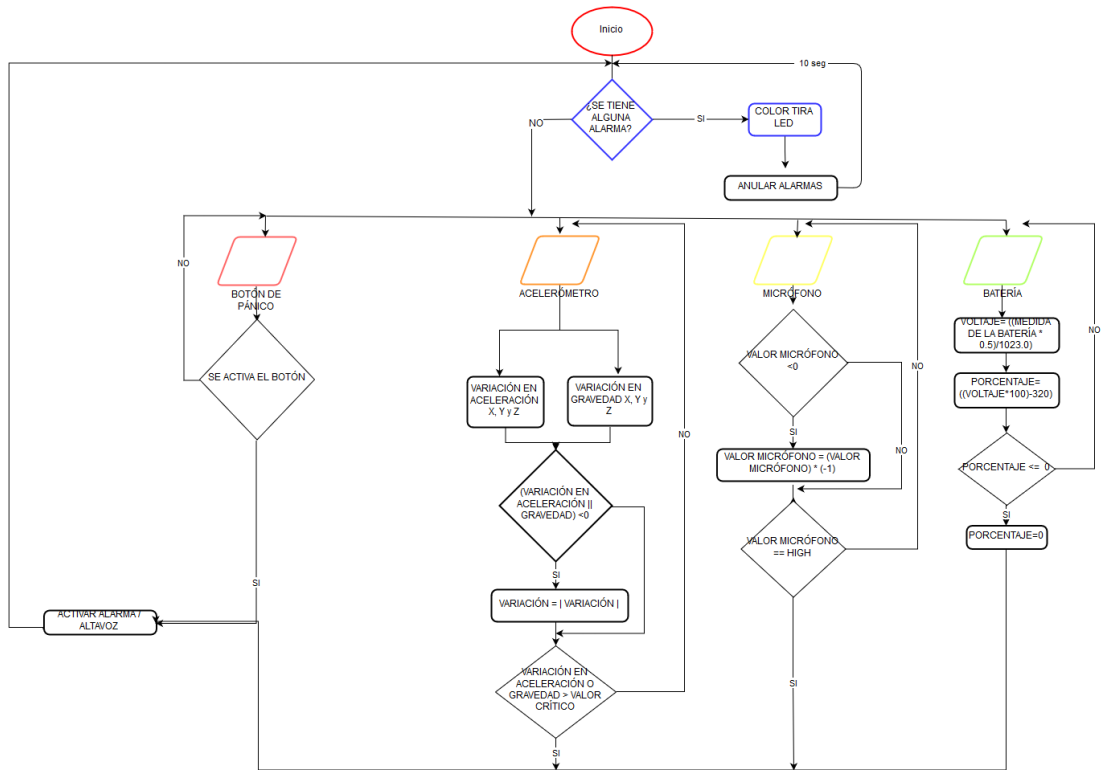 Inicio
10 seg
¿SE TIENE
ALGUNA
ALARMA?
NO
SI
COLOR TIRA
LED
ANULAR ALARMAS
NO
BOTÓN DE
PÁNICO
SE ACTIVA EL BOTÓN
SI
ACTIVAR ALARMA /
ALTAVOZ
ACELERÓMETRO
VARIACIÓN EN
ACELERACIÓN
X, Y y Z
VARIACIÓN EN
GRAVEDAD X, Y y
Z
NO
(VARIACIÓN EN
ACELERACIÓN ||
GRAVEDAD) <0
SI
VARIACIÓN = | VARIACIÓN |
VARIACIÓN EN
ACELERACIÓN O
GRAVEDAD > VALOR
CRÍTICO
SI
MICRÓFONO
VALOR MICRÓFONO
<0
NO
SI
NO
VALOR MICRÓFONO = (VALOR
MICRÓFONO) * (-1)
VALOR MICRÓFONO
== HIGH
SI
BATERÍA
NO
VOLTAJE= ((MEDIDA
DE LA BATERÍA *
0.5)/1023.0)
PORCENTAJE=
((VOLTAJE*100)-320)
PORCENTAJE <= 0
SI
PORCENTAJE=0